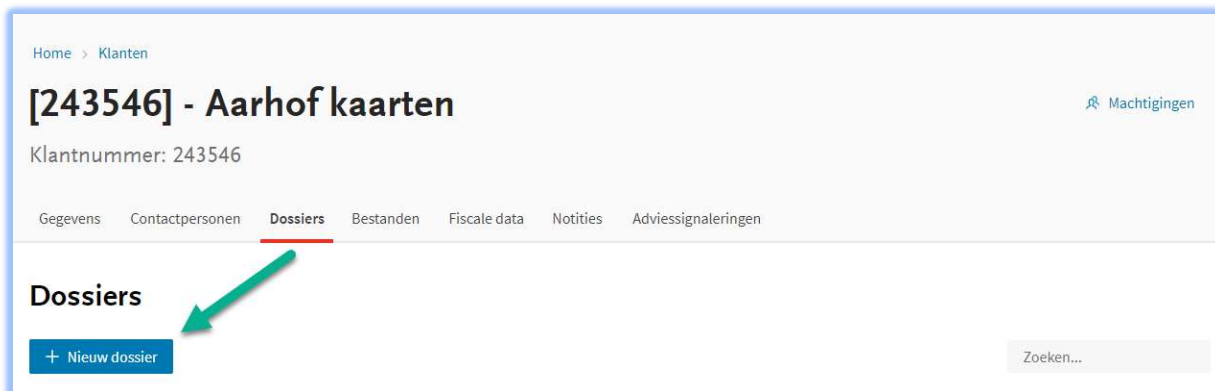 Home > Klanten
[243546] - Aarhof kaarten
Machtigingen
Klantnummer: 243546
Gegevens Contactpersonen Dossiers Bestanden Fiscale data Notities Adviessignaleringen
Dossiers
+ Nieuw dossier
Zoeken...